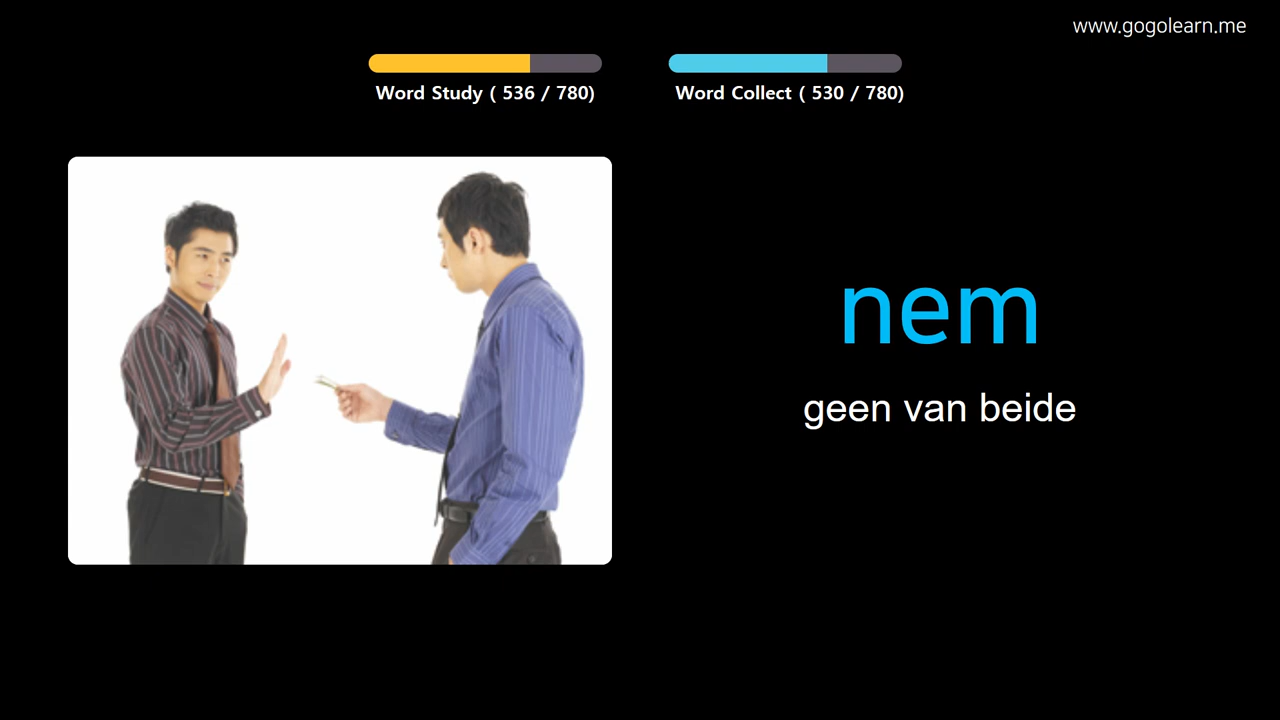 www.gogolearn.me
Word Study ( 536 / 780)
Word Collect ( 530 / 780)
nem
geen van beide